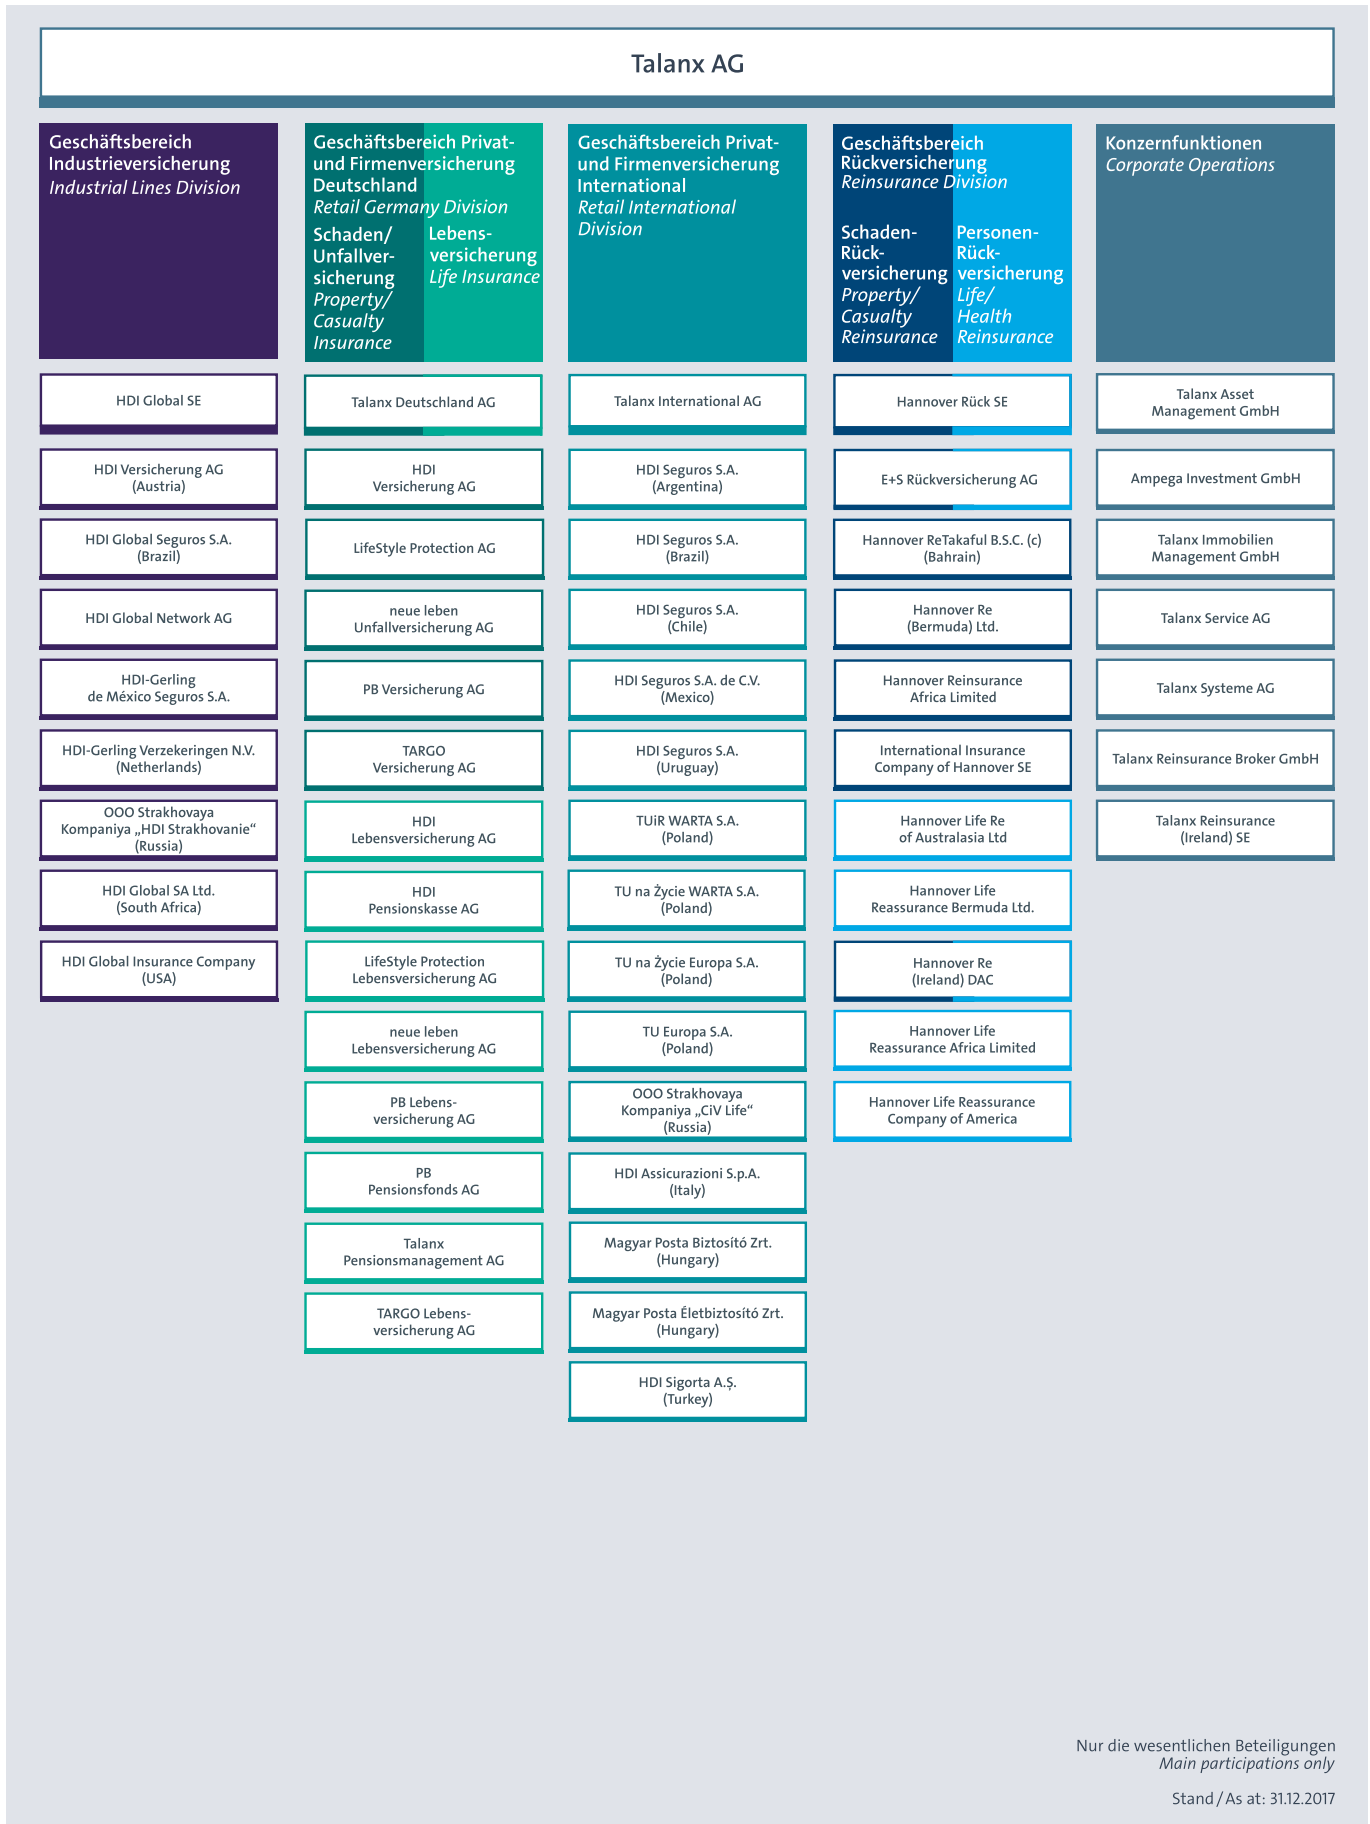 Talanx AG
Geschäftsbereich
Industrieversicherung
Industrial Lines Division
HDI Global SE
HDI Versicherung AG
(Austria)
HDI Global Seguros S.A.
(Brazil)
HDI Global Network AG
HDI-Gerling
de México Seguros S.A.
HDI-Gerling Verzekeringen N.V.
(Netherlands)
OOO Strakhovaya
Kompaniya „HDI Strakhovanie“
(Russia)
HDI Global SA Ltd.
(South Africa)
HDI Global Insurance Company
(USA)
Geschäftsbereich Privat-
und Firmenversicherung
Deutschland
Retail Germany Division
Schaden/
Unfallver-
sicherung
Property/
Casualty
Insurance
Lebens-
versicherung
Life Insurance
Talanx Deutschland AG
HDI
Versicherung AG
LifeStyle Protection AG
neue leben
Unfallversicherung AG
PB Versicherung AG
TARGO
Versicherung AG
HDI
Lebensversicherung AG
HDI
Pensionskasse AG
LifeStyle Protection
Lebensversicherung AG
neue leben
Lebensversicherung AG
PB Lebens-
versicherung AG
PB
Pensionsfonds AG
Talanx
Pensionsmanagement AG
TARGO Lebens-
versicherung AG
Geschäftsbereich Privat-
und Firmenversicherung
International
Retail International
Division
Talanx International AG
HDI Seguros S.A.
(Argentina)
HDI Seguros S.A.
(Brazil)
HDI Seguros S.A.
(Chile)
HDI Seguros S.A. de C.V.
(Mexico)
HDI Seguros S.A.
(Uruguay)
TUiR WARTA S.A.
(Poland)
TU na Życie WARTA S.A.
(Poland)
TU na Życie Europa S.A.
(Poland)
TU Europa S.A.
(Poland)
OOO Strakhovaya
Kompaniya „CiV Life“
(Russia)
HDI Assicurazioni S.p.A.
(Italy)
Magyar Posta Biztosító Zrt.
(Hungary)
Magyar Posta Életbiztosító Zrt.
(Hungary)
HDI Sigorta A.Ş.
(Turkey)
Geschäftsbereich
Rückversicherung
Reinsurance Division
Schaden-
Rück-
versicherung
Property/
Casualty
Reinsurance
Personen-
Rück-
versicherung
Life/
Health
Reinsurance
Hannover Rück SE
E+S Rückversicherung AG
Hannover ReTakaful B.S.C. (c)
(Bahrain)
Hannover Re
(Bermuda) Ltd.
Hannover Reinsurance
Africa Limited
International Insurance
Company of Hannover SE
Hannover Life Re
of Australasia Ltd
Hannover Life
Reassurance Bermuda Ltd.
Hannover Re
(Ireland) DAC
Hannover Life
Reassurance Africa Limited
Hannover Life Reassurance
Company of America
Konzernfunktionen
Corporate Operations
Talanx Asset
Management GmbH
Ampega Investment GmbH
Talanx Immobilien
Management GmbH
Talanx Service AG
Talanx Systeme AG
Talanx Reinsurance Broker GmbH
Talanx Reinsurance
(Ireland) SE
Nur die wesentlichen Beteiligungen
Main participations only
Stand / As at: 31.12.2017